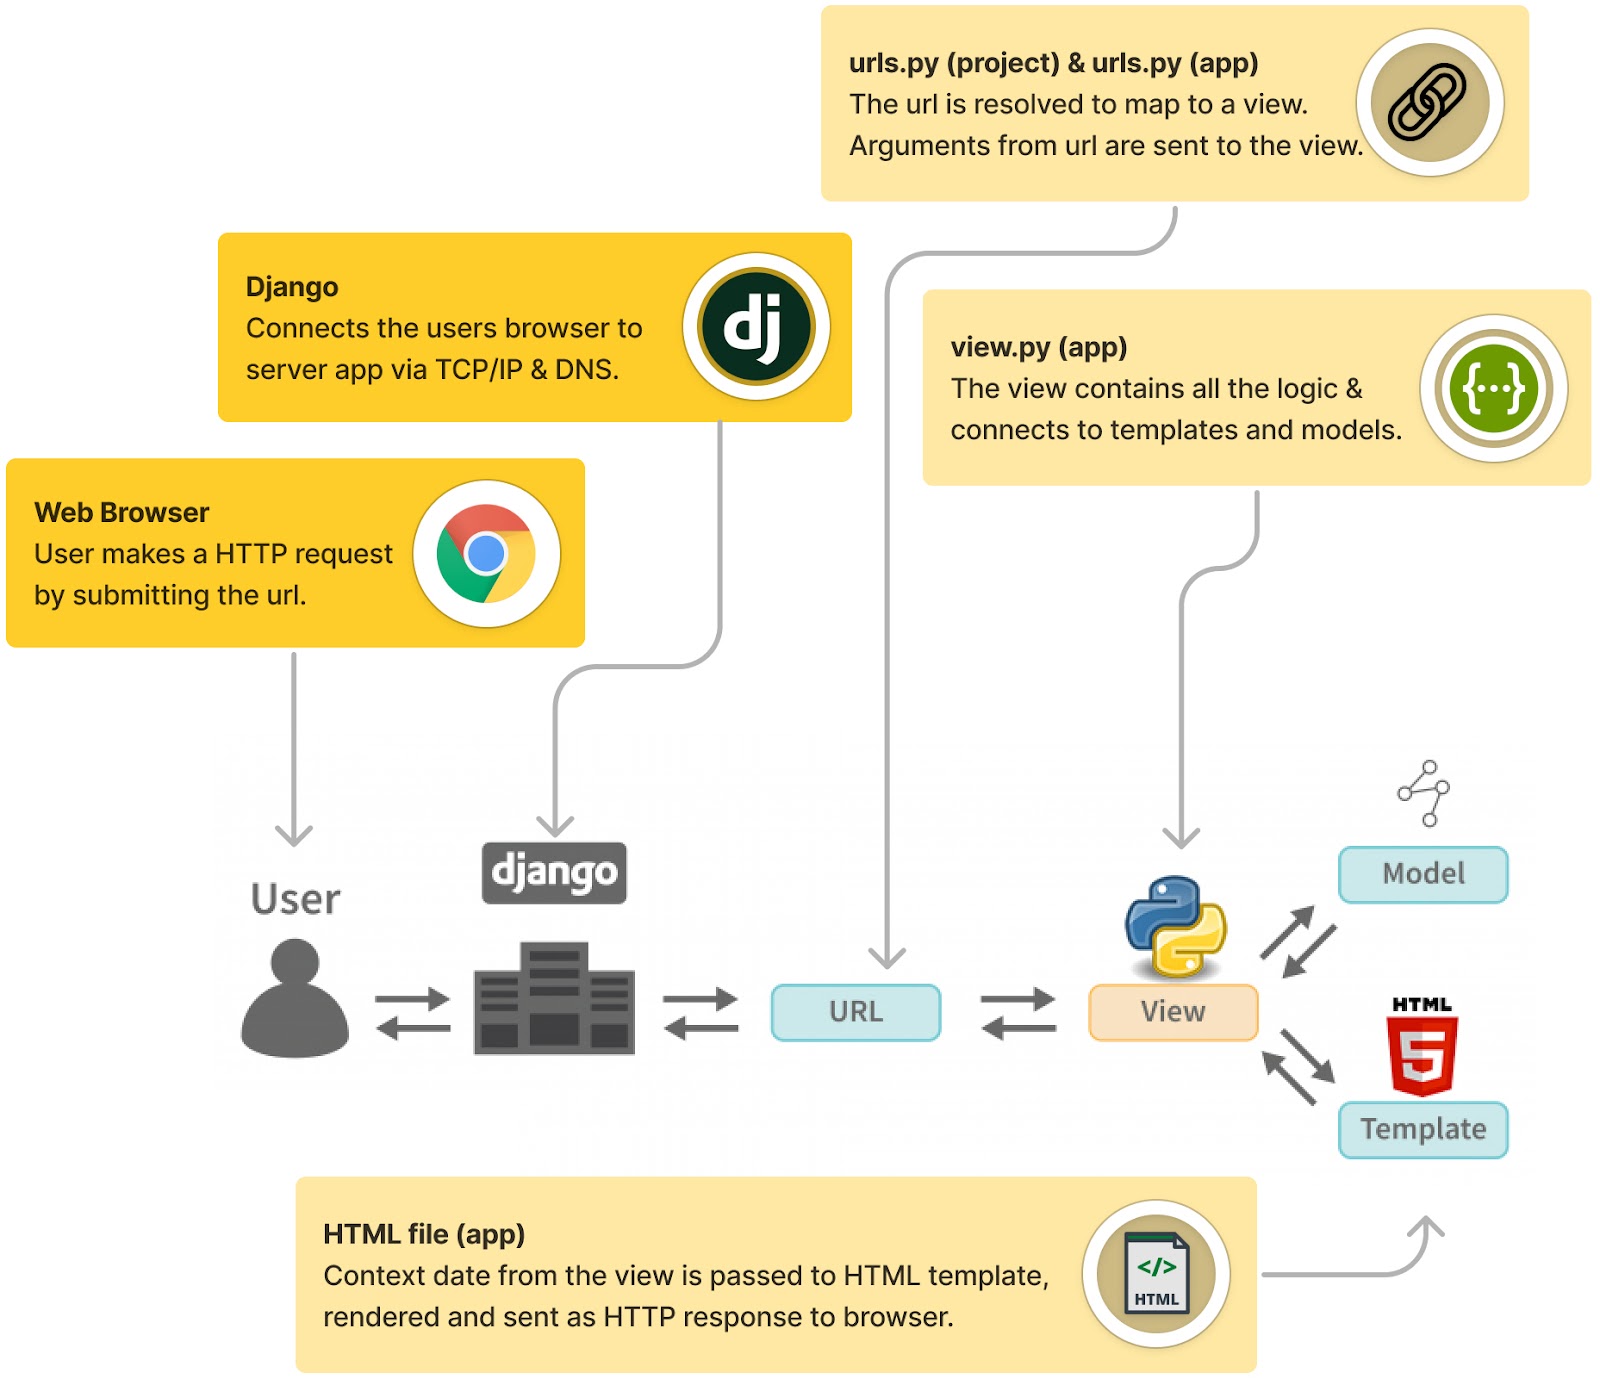 urls.py (project) & urls.py (app)
The url is resolved to map to a view.
Arguments from url are sent to the view.
Django
Connects the users browser to
server app via TCP/IP & DNS.
dj
view.py (app)
The view contains all the logic &
connects to templates and models.
{...}
Web Browser
User makes a HTTP request
by submitting the url.
User
django
URL
View
Model
HTML
5
Template
HTML file (app)
Context date from the view is passed to HTML template,
rendered and sent as HTTP response to browser.
</>
HTML